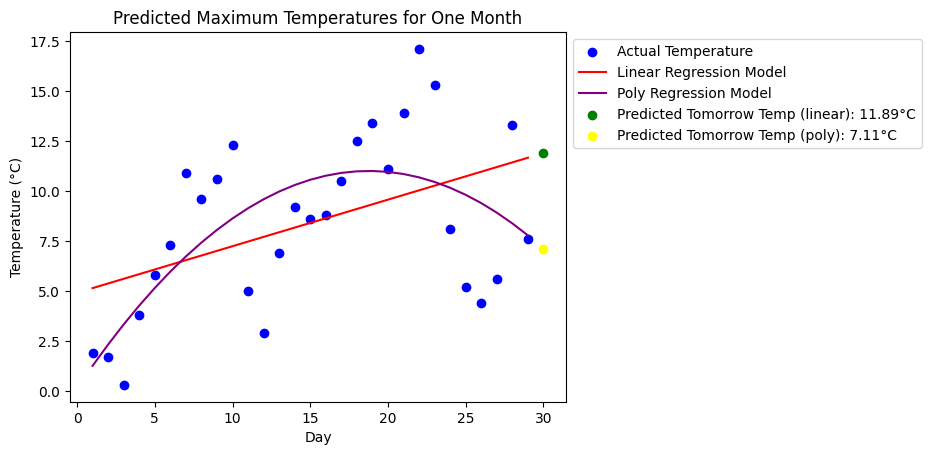 Predicted Maximum Temperatures for One Month
17.5
15.0
12.5
10.0
7.5
5.0
2.5
0.0
Temperature (°C)
0 5 10 15 20 25 30
Day
Actual Temperature
Linear Regression Model
Poly Regression Model
Predicted Tomorrow Temp (linear): 11.89°C
Predicted Tomorrow Temp (poly): 7.11°C